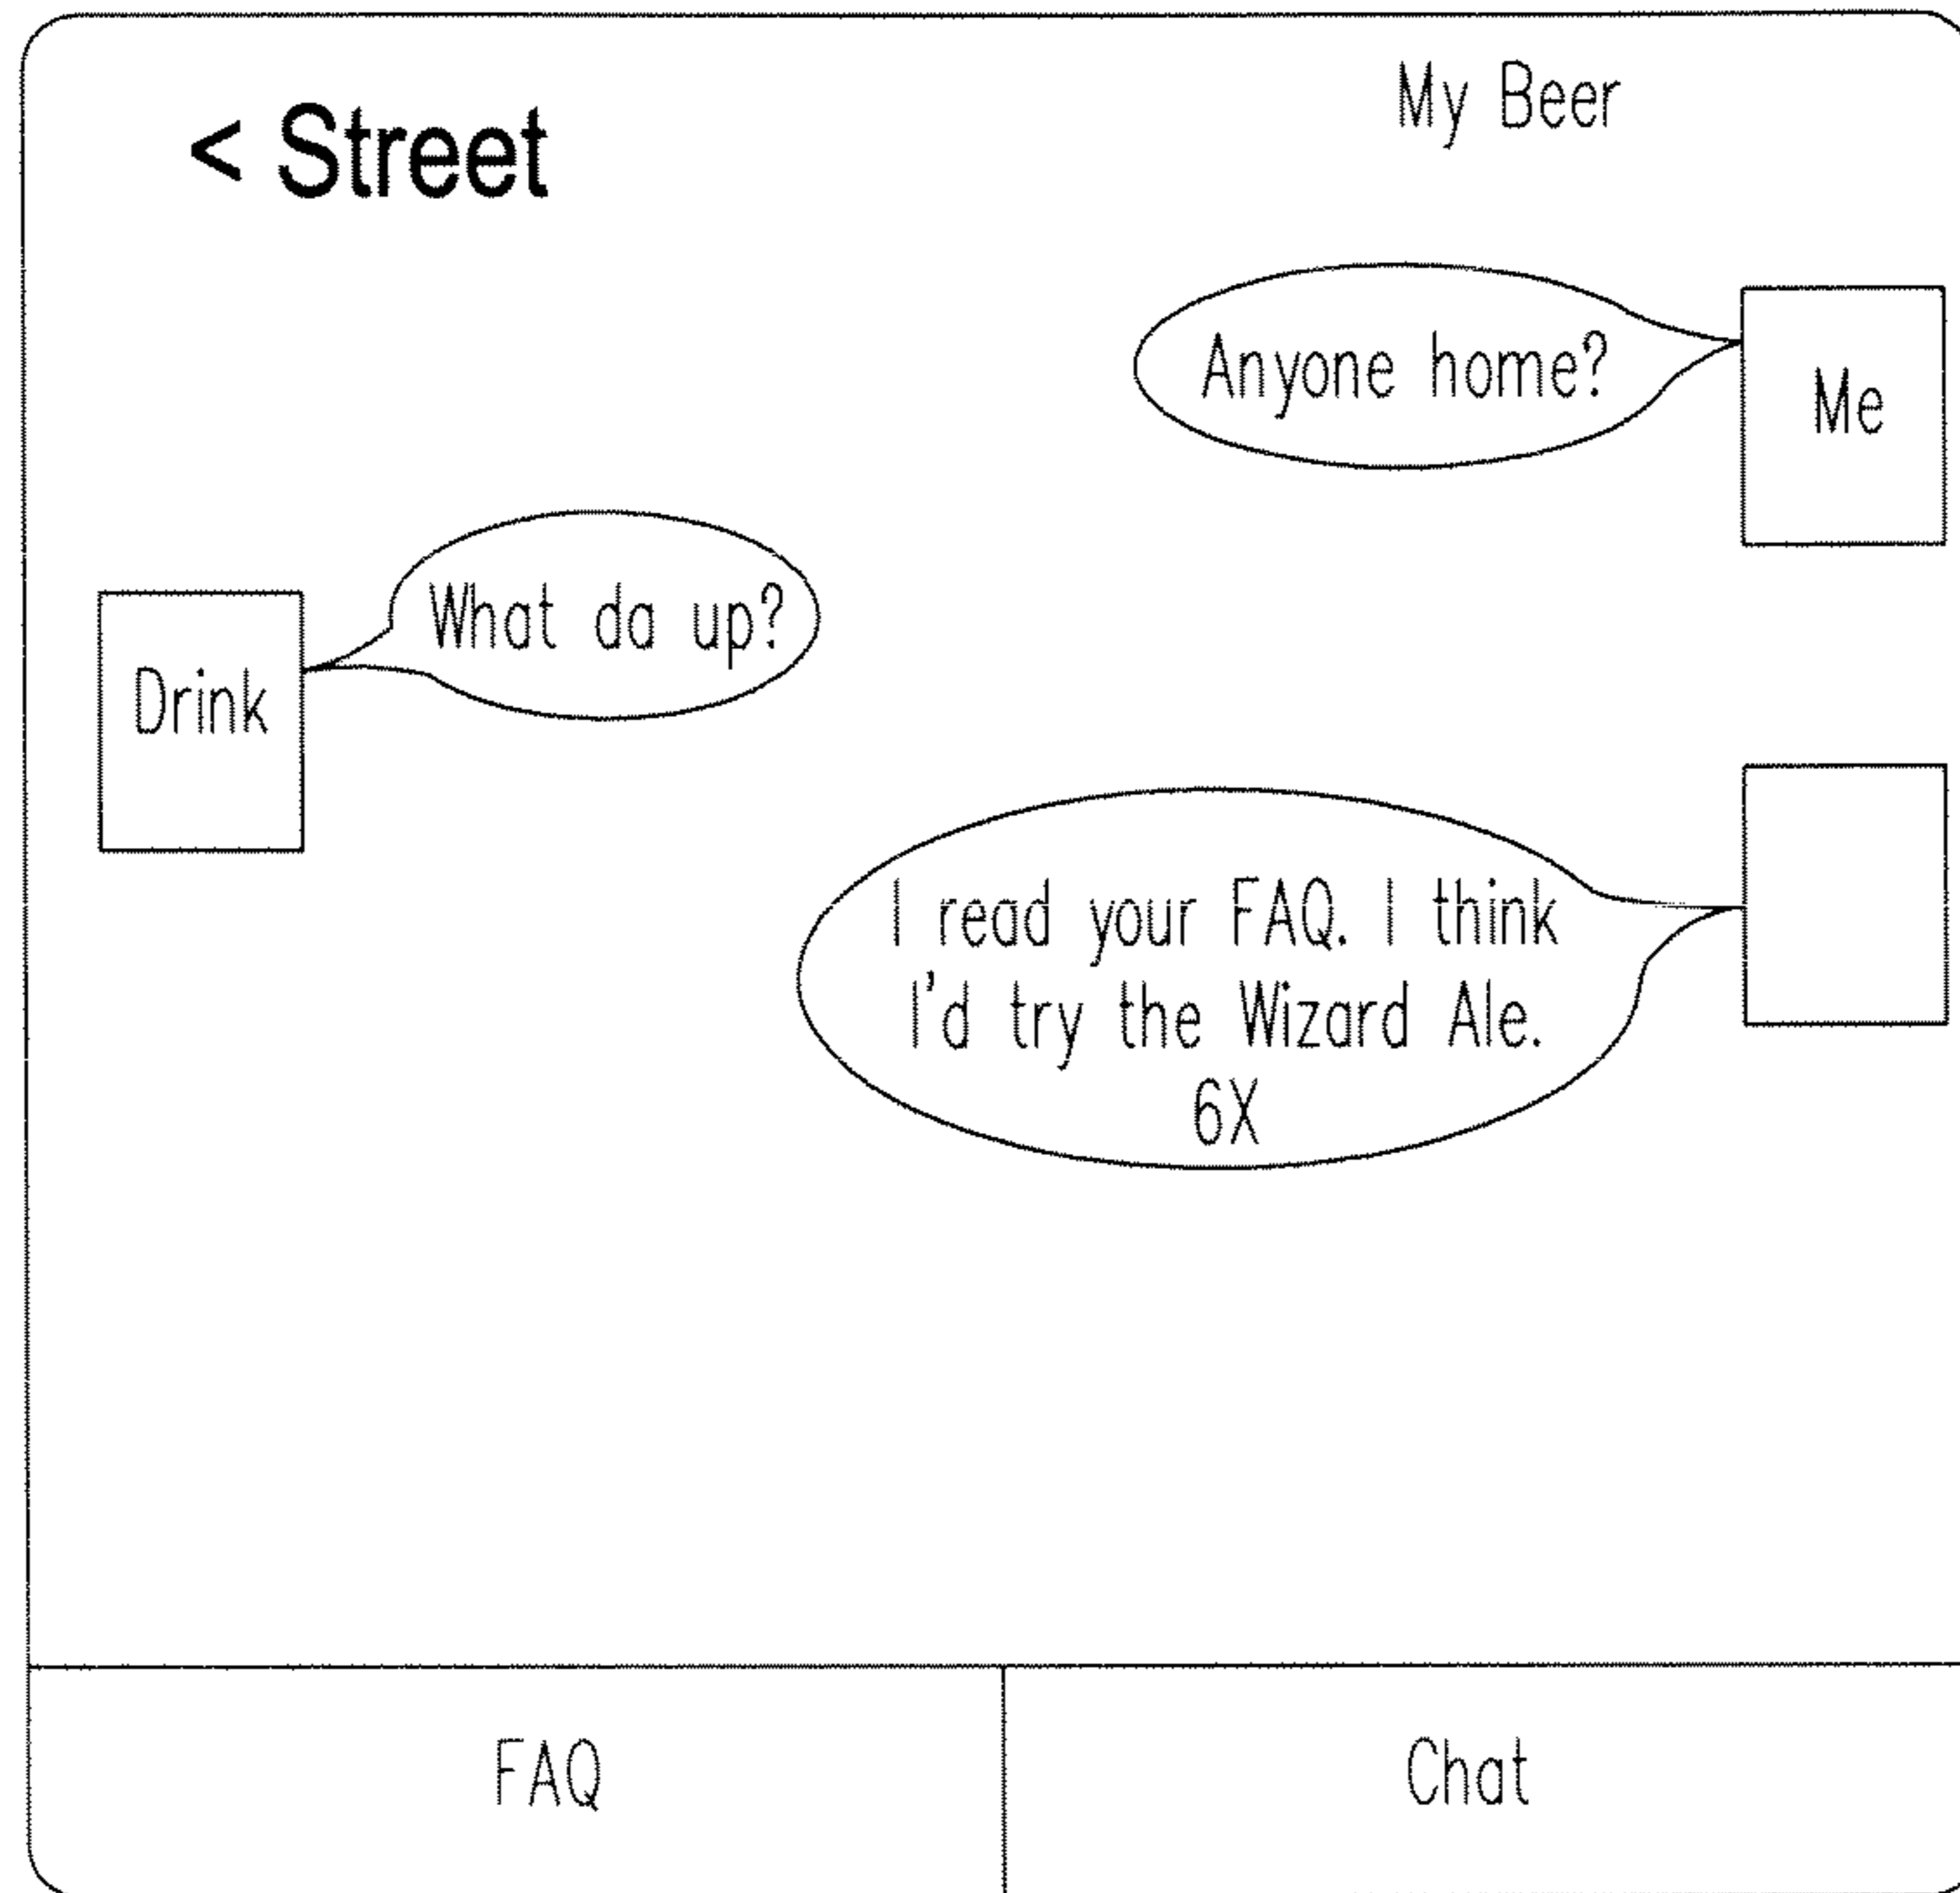 My Beer
< Street
Anyone home?
Me
What da up?
Drink
I read your FAQ. I think
I'd try the Wizard Ale.
6X
FAQ
Chat